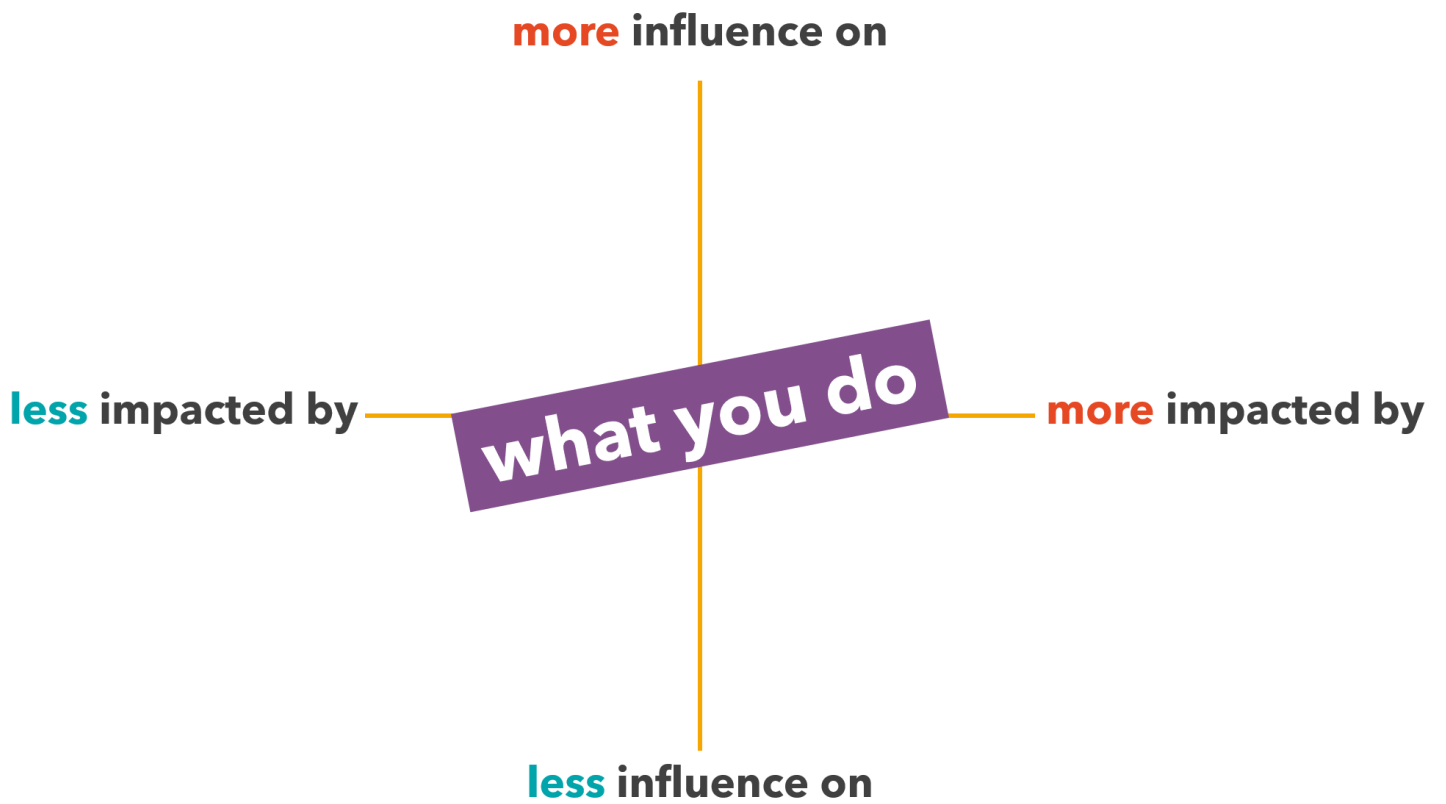 more influence on
less impacted by
what you do
more impacted by
less influence on